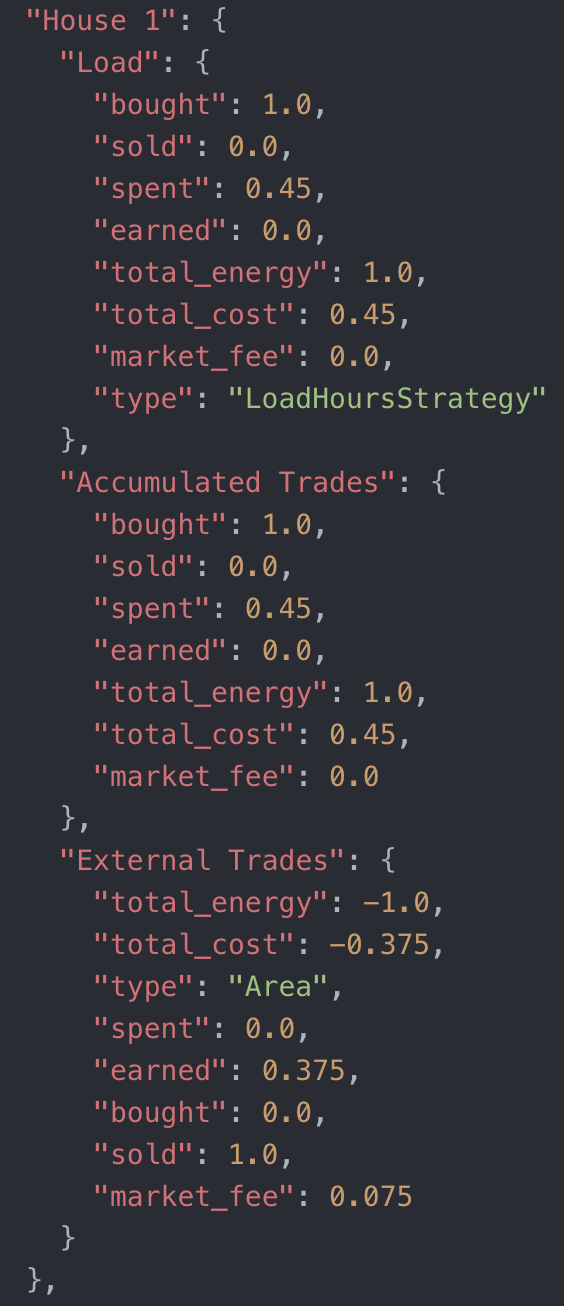 "House 1": {
"Load": {
"bought": 1.0,
"sold": 0.0,
"spent": 0.45,
"earned": 0.0,
"total_energy": 1.0,
"total_cost": 0.45,
"market_fee": 0.0,
"type": "LoadHoursStrategy"
},
"Accumulated Trades": {
"bought": 1.0,
"sold": 0.0,
"spent": 0.45,
"earned": 0.0,
"total_energy": 1.0,
"total_cost": 0.45,
"market_fee": 0.0
},
"External Trades": {
"total_energy": -1.0,
"total_cost": -0.375,
"type": "Area",
"spent": 0.0,
"earned": 0.375,
"bought": 0.0,
"sold": 1.0,
"market_fee": 0.075
}
},